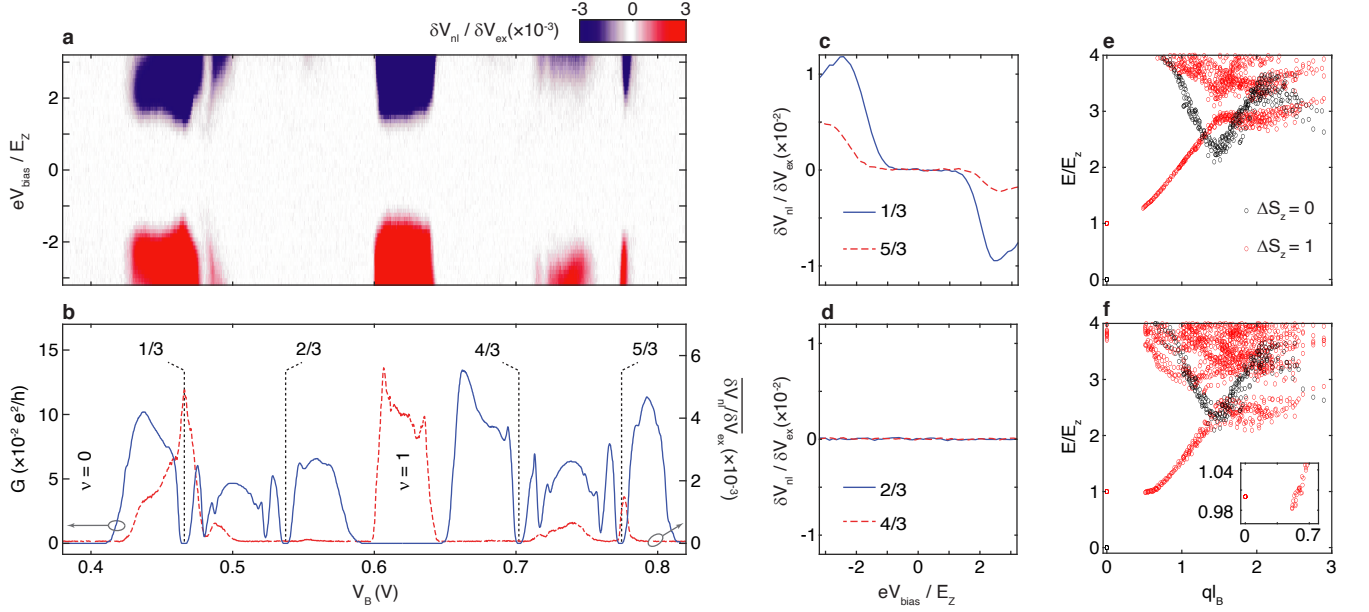 δV_nl / δV_ex(×10⁻³)
-3 0 3
a
eV_bias / E_Z
2
0
-2
b
G (×10⁻² e²/h)
15
10
5
0
1/3
2/3
4/3
5/3
ν = 0
ν = 1
6
4
2
0
δV_nl/δV_ex (×10⁻³)
0.4 0.5 0.6 0.7 0.8
V_B (V)
c
δV_nl / δV_ex(×10⁻²)
1
0
-1
1/3
5/3
d
δV_nl / δV_ex(×10⁻²)
1
0
-1
2/3
4/3
-2 0 2
eV_bias / E_Z
e
E/E_z
4
3
2
1
0
ΔS_z = 0
ΔS_z = 1
f
E/E_z
4
3
2
1
0
1.04
0.98
0 0.7
0 1 2 3
ql_B